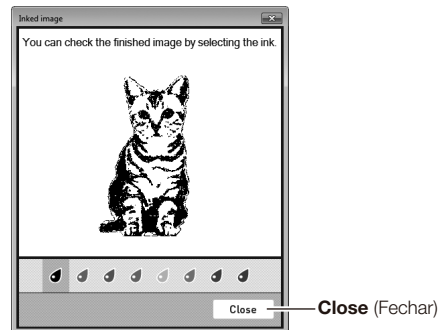 Inked image
You can check the finished image by selecting the ink.
Close
Close (Fechar)